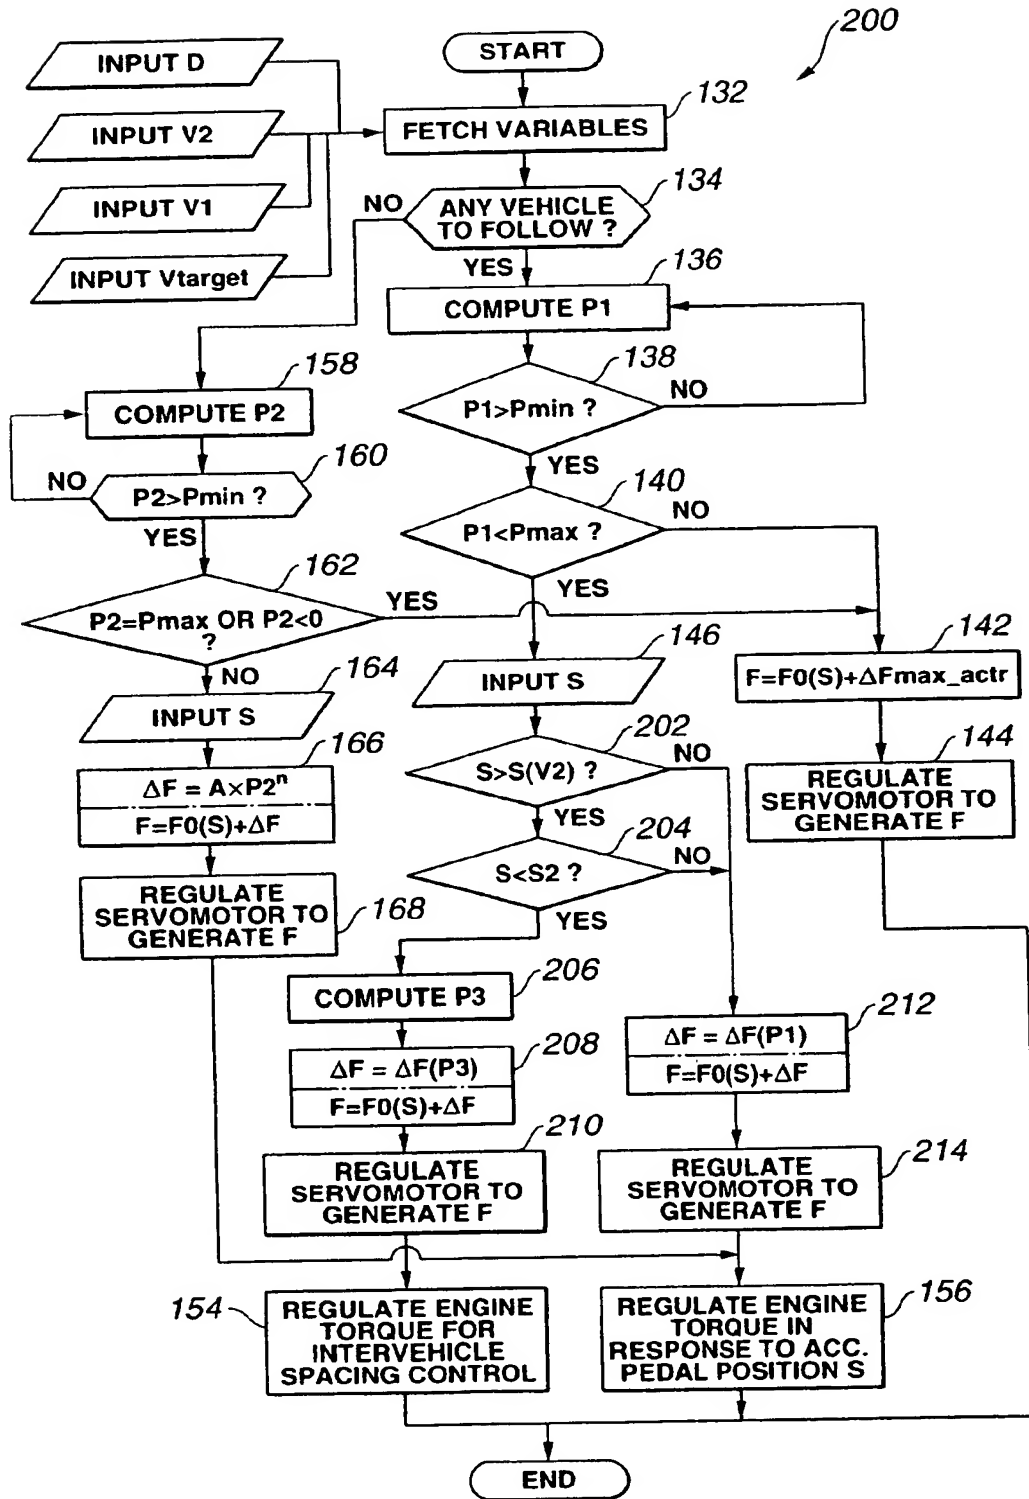 200
START
INPUT D
132
FETCH VARIABLES
INPUT V2
134
NO
ANY VEHICLE
TO FOLLOW ?
INPUT V1
YES
136
INPUT Vtarget
COMPUTE P1
138
158
P1>Pmin ?
NO
COMPUTE P2
YES
160
140
NO
P2>Pmin ?
P1<Pmax ?
NO
YES
162
YES
YES
P2=Pmax OR P2<0
?
146
142
NO
164
INPUT S
F=F0(S)+ΔFmax_actr
INPUT S
202
144
166
S>S(V2) ?
NO
REGULATE
SERVOMOTOR TO
GENERATE F
ΔF = A×P2ⁿ
F=F0(S)+ΔF
YES
204
S<S2 ?
NO
REGULATE
SERVOMOTOR TO
GENERATE F
168
YES
206
COMPUTE P3
212
208
ΔF = ΔF(P1)
F=F0(S)+ΔF
ΔF = ΔF(P3)
F=F0(S)+ΔF
210
214
REGULATE
SERVOMOTOR TO
GENERATE F
REGULATE
SERVOMOTOR TO
GENERATE F
154
REGULATE ENGINE
TORQUE FOR
INTERVEHICLE
SPACING CONTROL
156
REGULATE ENGINE
TORQUE IN
RESPONSE TO ACC.
PEDAL POSITION S
END